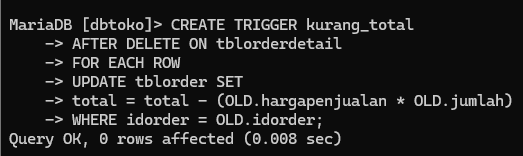 MariaDB [dbtoko]> CREATE TRIGGER kurang_total
    -> AFTER DELETE ON tblorderdetail
    -> FOR EACH ROW
    -> UPDATE tblorder SET
    -> total = total - (OLD.hargapenjualan * OLD.jumlah)
    -> WHERE idorder = OLD.idorder;
Query OK, 0 rows affected (0.008 sec)